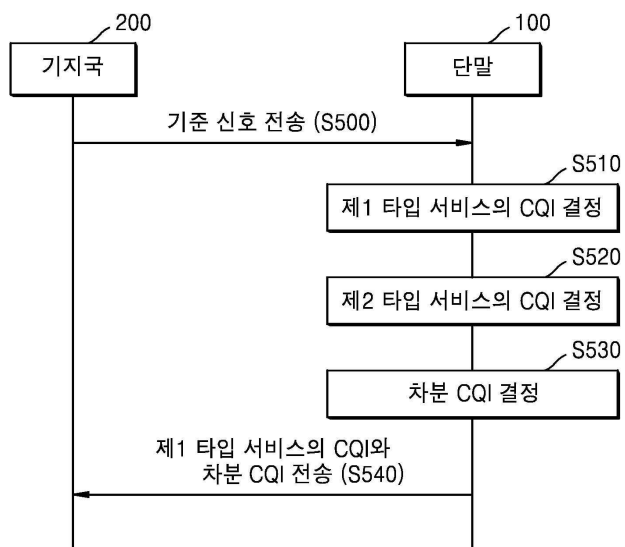 200
100
기지국
단말
기준 신호 전송 (S500)
S510
제1 타입 서비스의 CQI 결정
S520
제2 타입 서비스의 CQI 결정
S530
차분 CQI 결정
제1 타입 서비스의 CQI와
차분 CQI 전송 (S540)